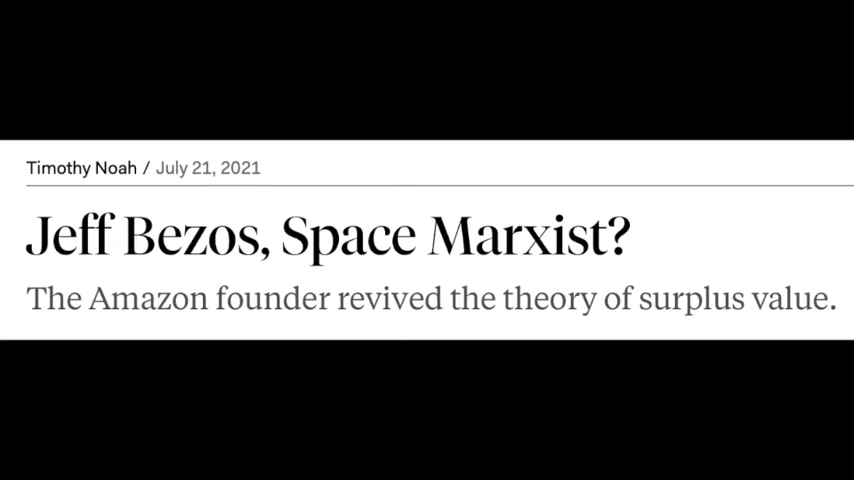 Timothy Noah / July 21, 2021
Jeff Bezos, Space Marxist?
The Amazon founder revived the theory of surplus value.